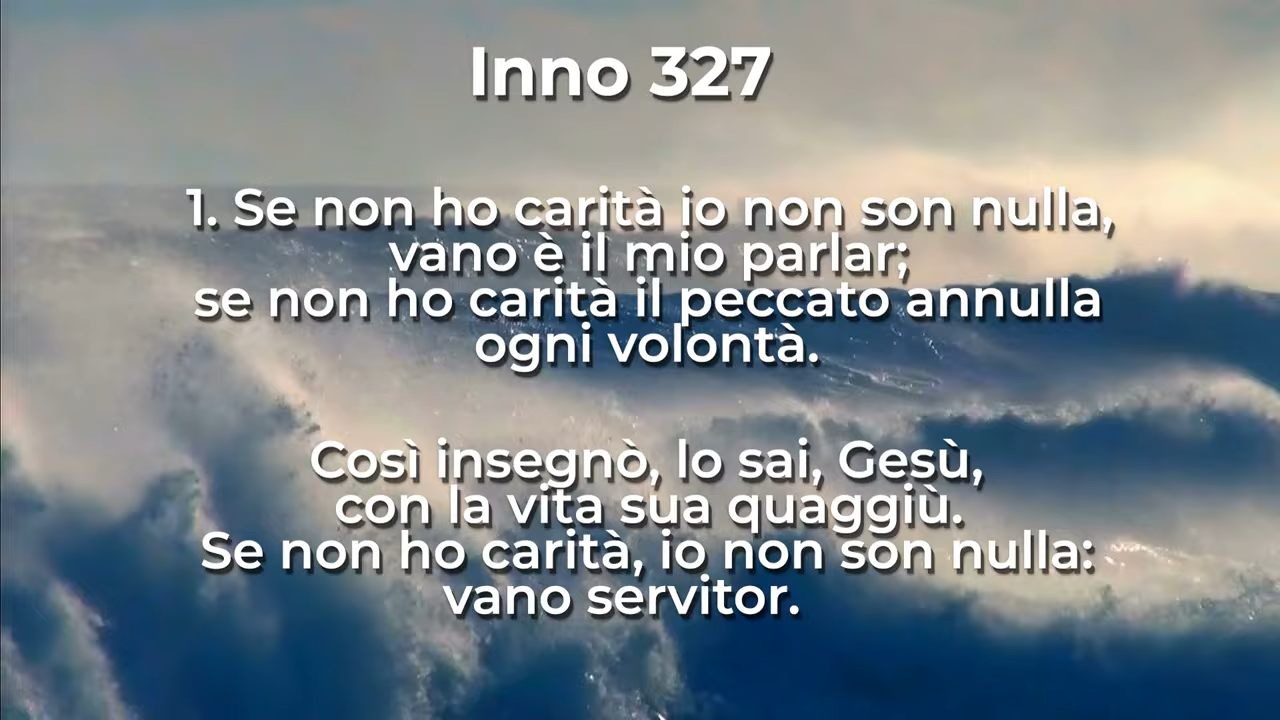 Inno 327
1. Se non ho carità io non son nulla,
vano è il mio parlar;
se non ho carità il peccato annulla
ogni volontà.
Così insegnò, lo sai, Gesù,
con la vita sua quaggiù.
Se non ho carità, io non son nulla:
vano servitor.